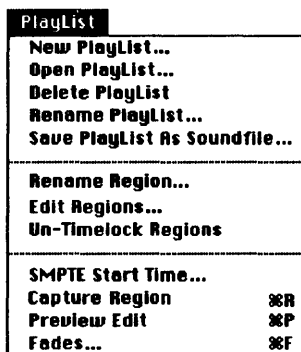 PlayList
New PlayList...
Open PlayList...
Delete PlayList
Rename PlayList...
Save PlayList As Soundfile...
Rename Region...
Edit Regions...
Un-Timelock Regions
SMPTE Start Time...
Capture Region ⌘R
Preview Edit ⌘P
Fades... ⌘F